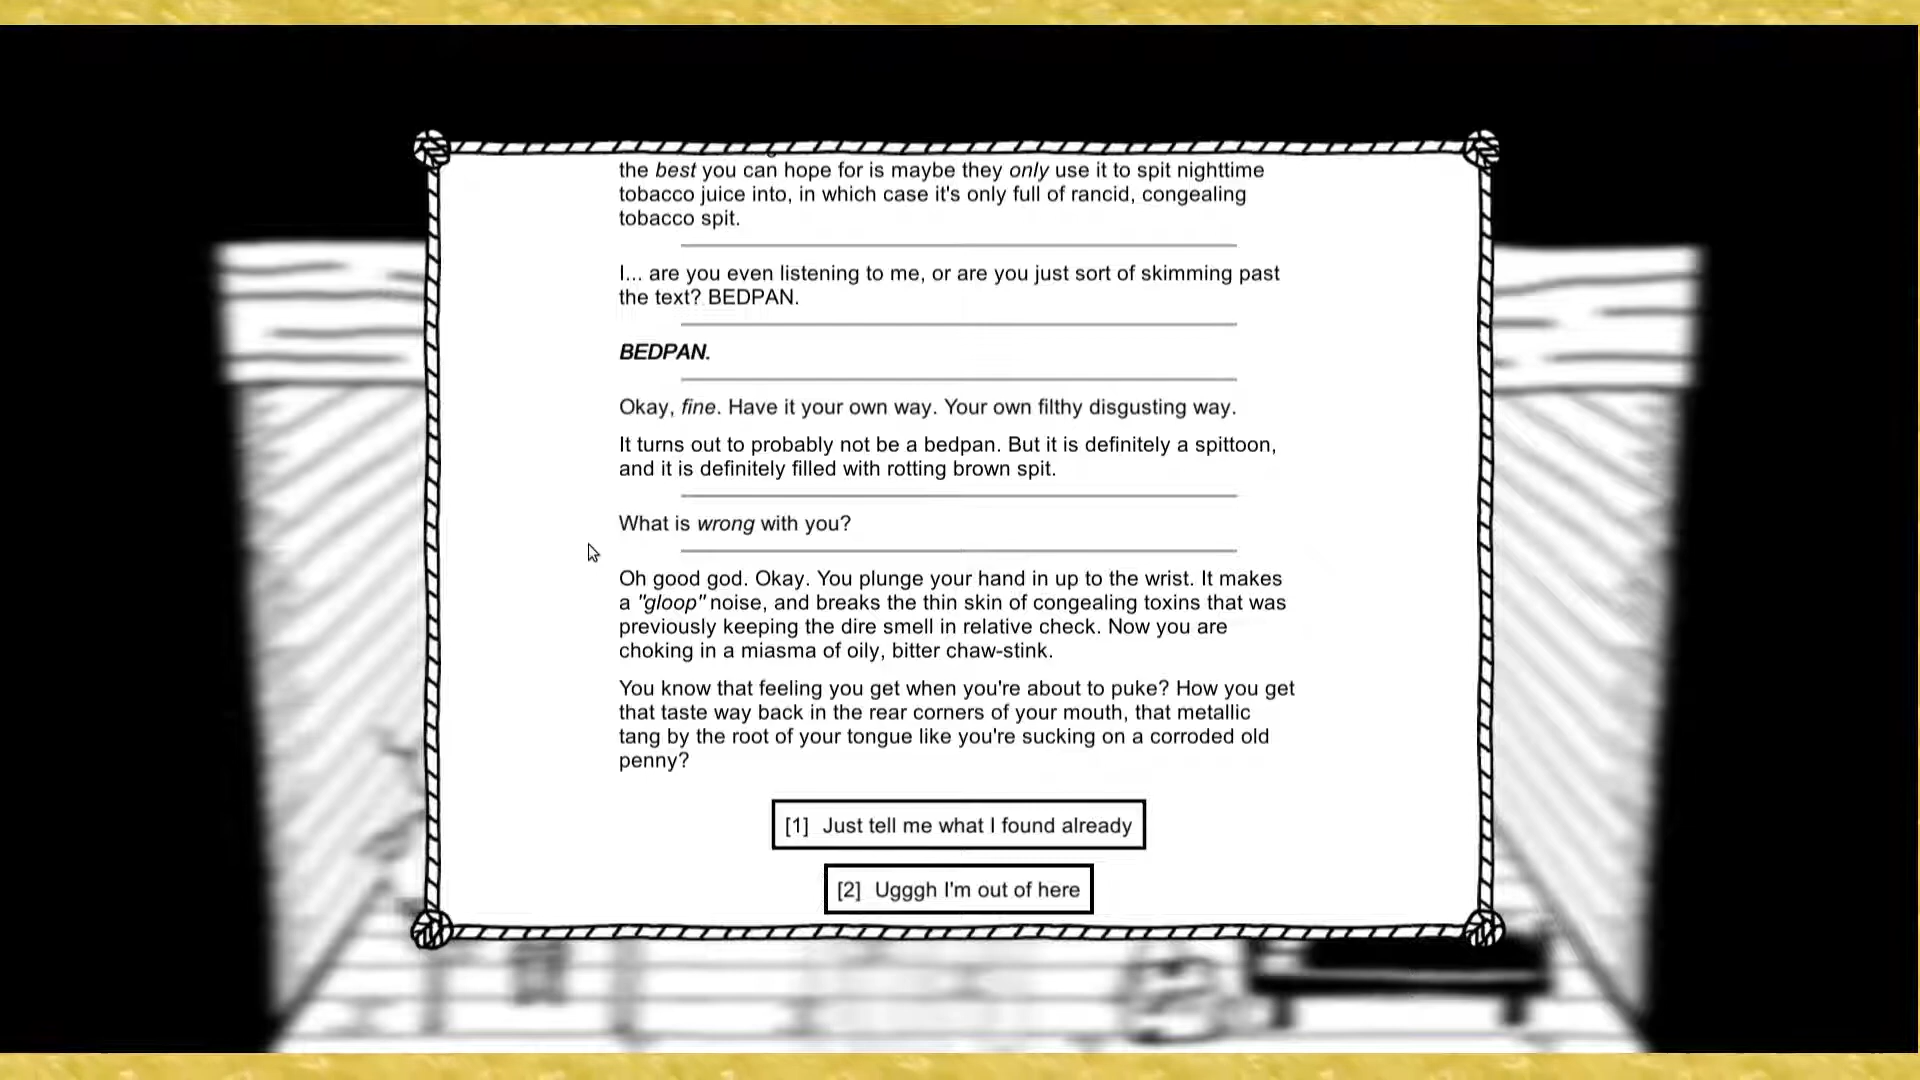 the best you can hope for is maybe they only use it to spit nighttime
tobacco juice into, in which case it's only full of rancid, congealing
tobacco spit.
I... are you even listening to me, or are you just sort of skimming past
the text? BEDPAN.
BEDPAN.
Okay, fine. Have it your own way. Your own filthy disgusting way.
It turns out to probably not be a bedpan. But it is definitely a spittoon,
and it is definitely filled with rotting brown spit.
What is wrong with you?
Oh good god. Okay. You plunge your hand in up to the wrist. It makes
a "gloop" noise, and breaks the thin skin of congealing toxins that was
previously keeping the dire smell in relative check. Now you are
choking in a miasma of oily, bitter chaw-stink.
You know that feeling you get when you're about to puke? How you get
that taste way back in the rear corners of your mouth, that metallic
tang by the root of your tongue like you're sucking on a corroded old
penny?
[1] Just tell me what I found already
[2] Ugggh I'm out of here